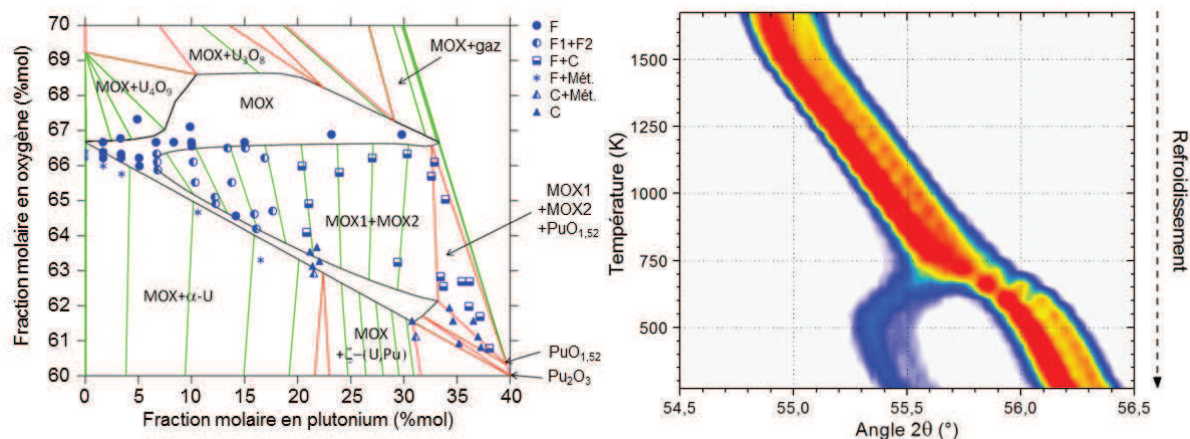 Fraction molaire en oxygène (%mol)
70
69
68
67
66
65
64
63
62
61
60
0
5
10
15
20
25
30
35
40
Fraction molaire en plutonium (%mol)
MOX+U₄O₉
MOX+U₃O₈
MOX
MOX+gaz
F
F1+F2
F+C
F+Mét.
C+Mét.
C
MOX1+MOX2
MOX1
+MOX2
+PuO₁,₅₂
MOX+α-U
MOX
+ζ-(U,Pu)
PuO₁,₅₂
Pu₂O₃
Température (K)
1500
1250
1000
750
500
54,5
55,0
55,5
56,0
56,5
Angle 2θ (°)
Refroidissement